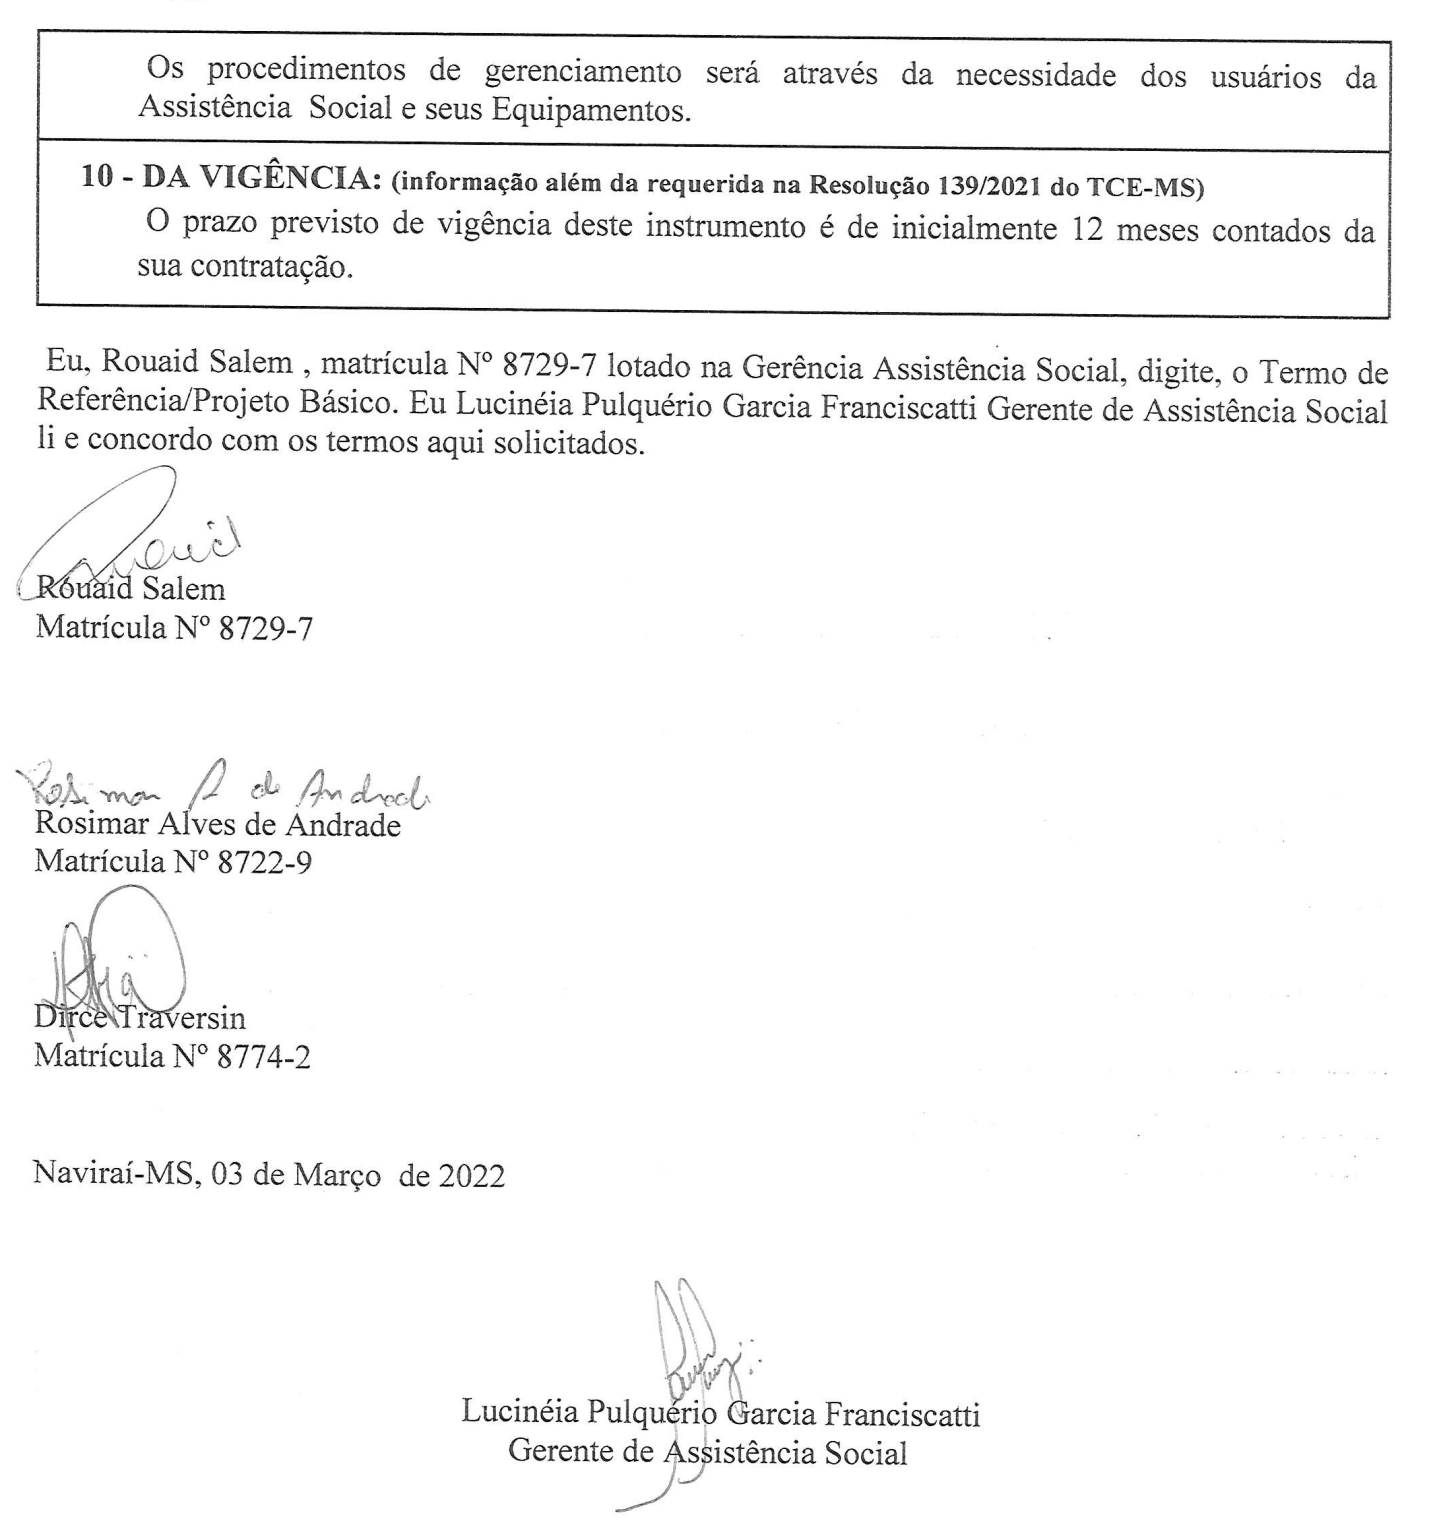 Os procedimentos de gerenciamento será através da necessidade dos usuários da
Assistência Social e seus Equipamentos.
10 - DA VIGÊNCIA: (informação além da requerida na Resolução 139/2021 do TCE-MS)
O prazo previsto de vigência deste instrumento é de inicialmente 12 meses contados da
sua contratação.
Eu, Rouaid Salem , matrícula Nº 8729-7 lotado na Gerência Assistência Social, digite, o Termo de
Referência/Projeto Básico. Eu Lucinéia Pulquério Garcia Franciscatti Gerente de Assistência Social
li e concordo com os termos aqui solicitados.
Rouaid Salem
Matrícula Nº 8729-7
Rosimar A de Andrade
Rosimar Alves de Andrade
Matrícula Nº 8722-9
Dirce Traversin
Matrícula Nº 8774-2
Naviraí-MS, 03 de Março de 2022
Lucinéia Pulquério Garcia Franciscatti
Gerente de Assistência Social